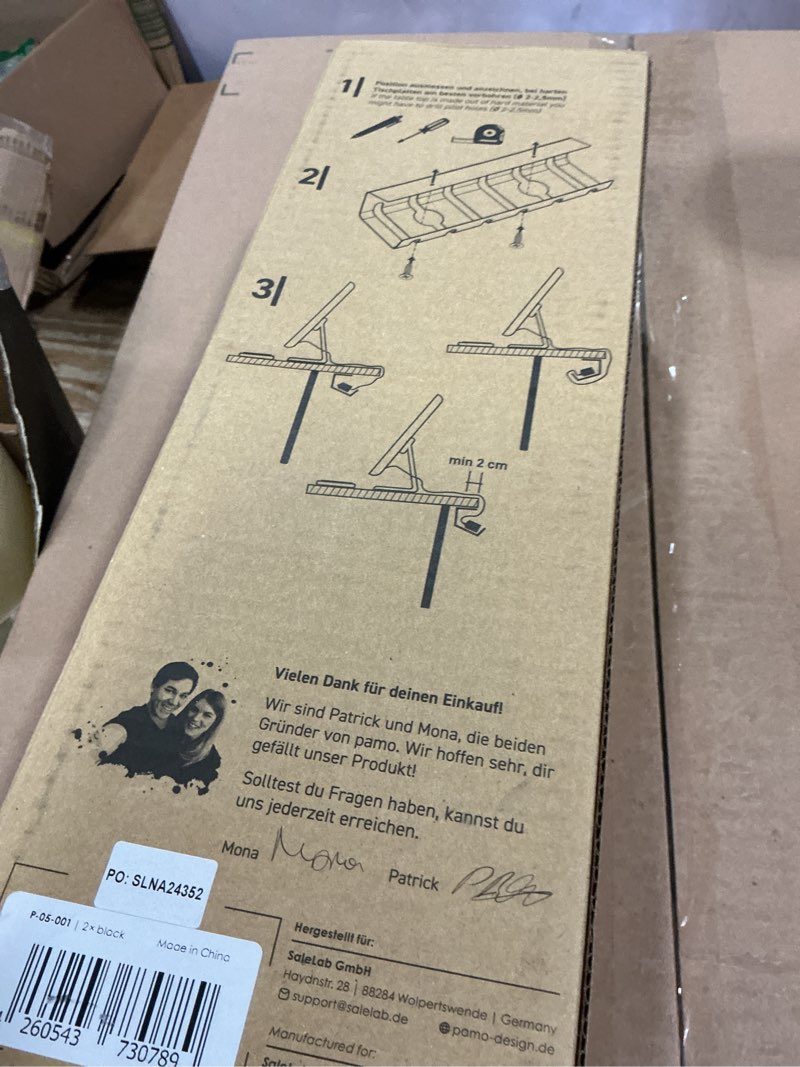 1|
Position ausmessen und anzeichnen, bei harten
Tischplatten am besten vorbohren (Ø 2-2,5mm)
If the table top is made out of hard material you
might have to drill pilot holes (Ø 2-2,5mm)
2|
3|
min 2 cm
Vielen Dank für deinen Einkauf!
Wir sind Patrick und Mona, die beiden
Gründer von pamo. Wir hoffen sehr, dir
gefällt unser Produkt!
Solltest du Fragen haben, kannst du
uns jederzeit erreichen.
Mona Mona Patrick
PO: SLNA24352
P-05-001 | 2x black
Made in China
260543 730789
Hergestellt für:
SaleLab GmbH
Haydnstr. 28 | 88284 Wolpertswende | Germany
support@salelab.de pamo-design.de
Manufactured for: